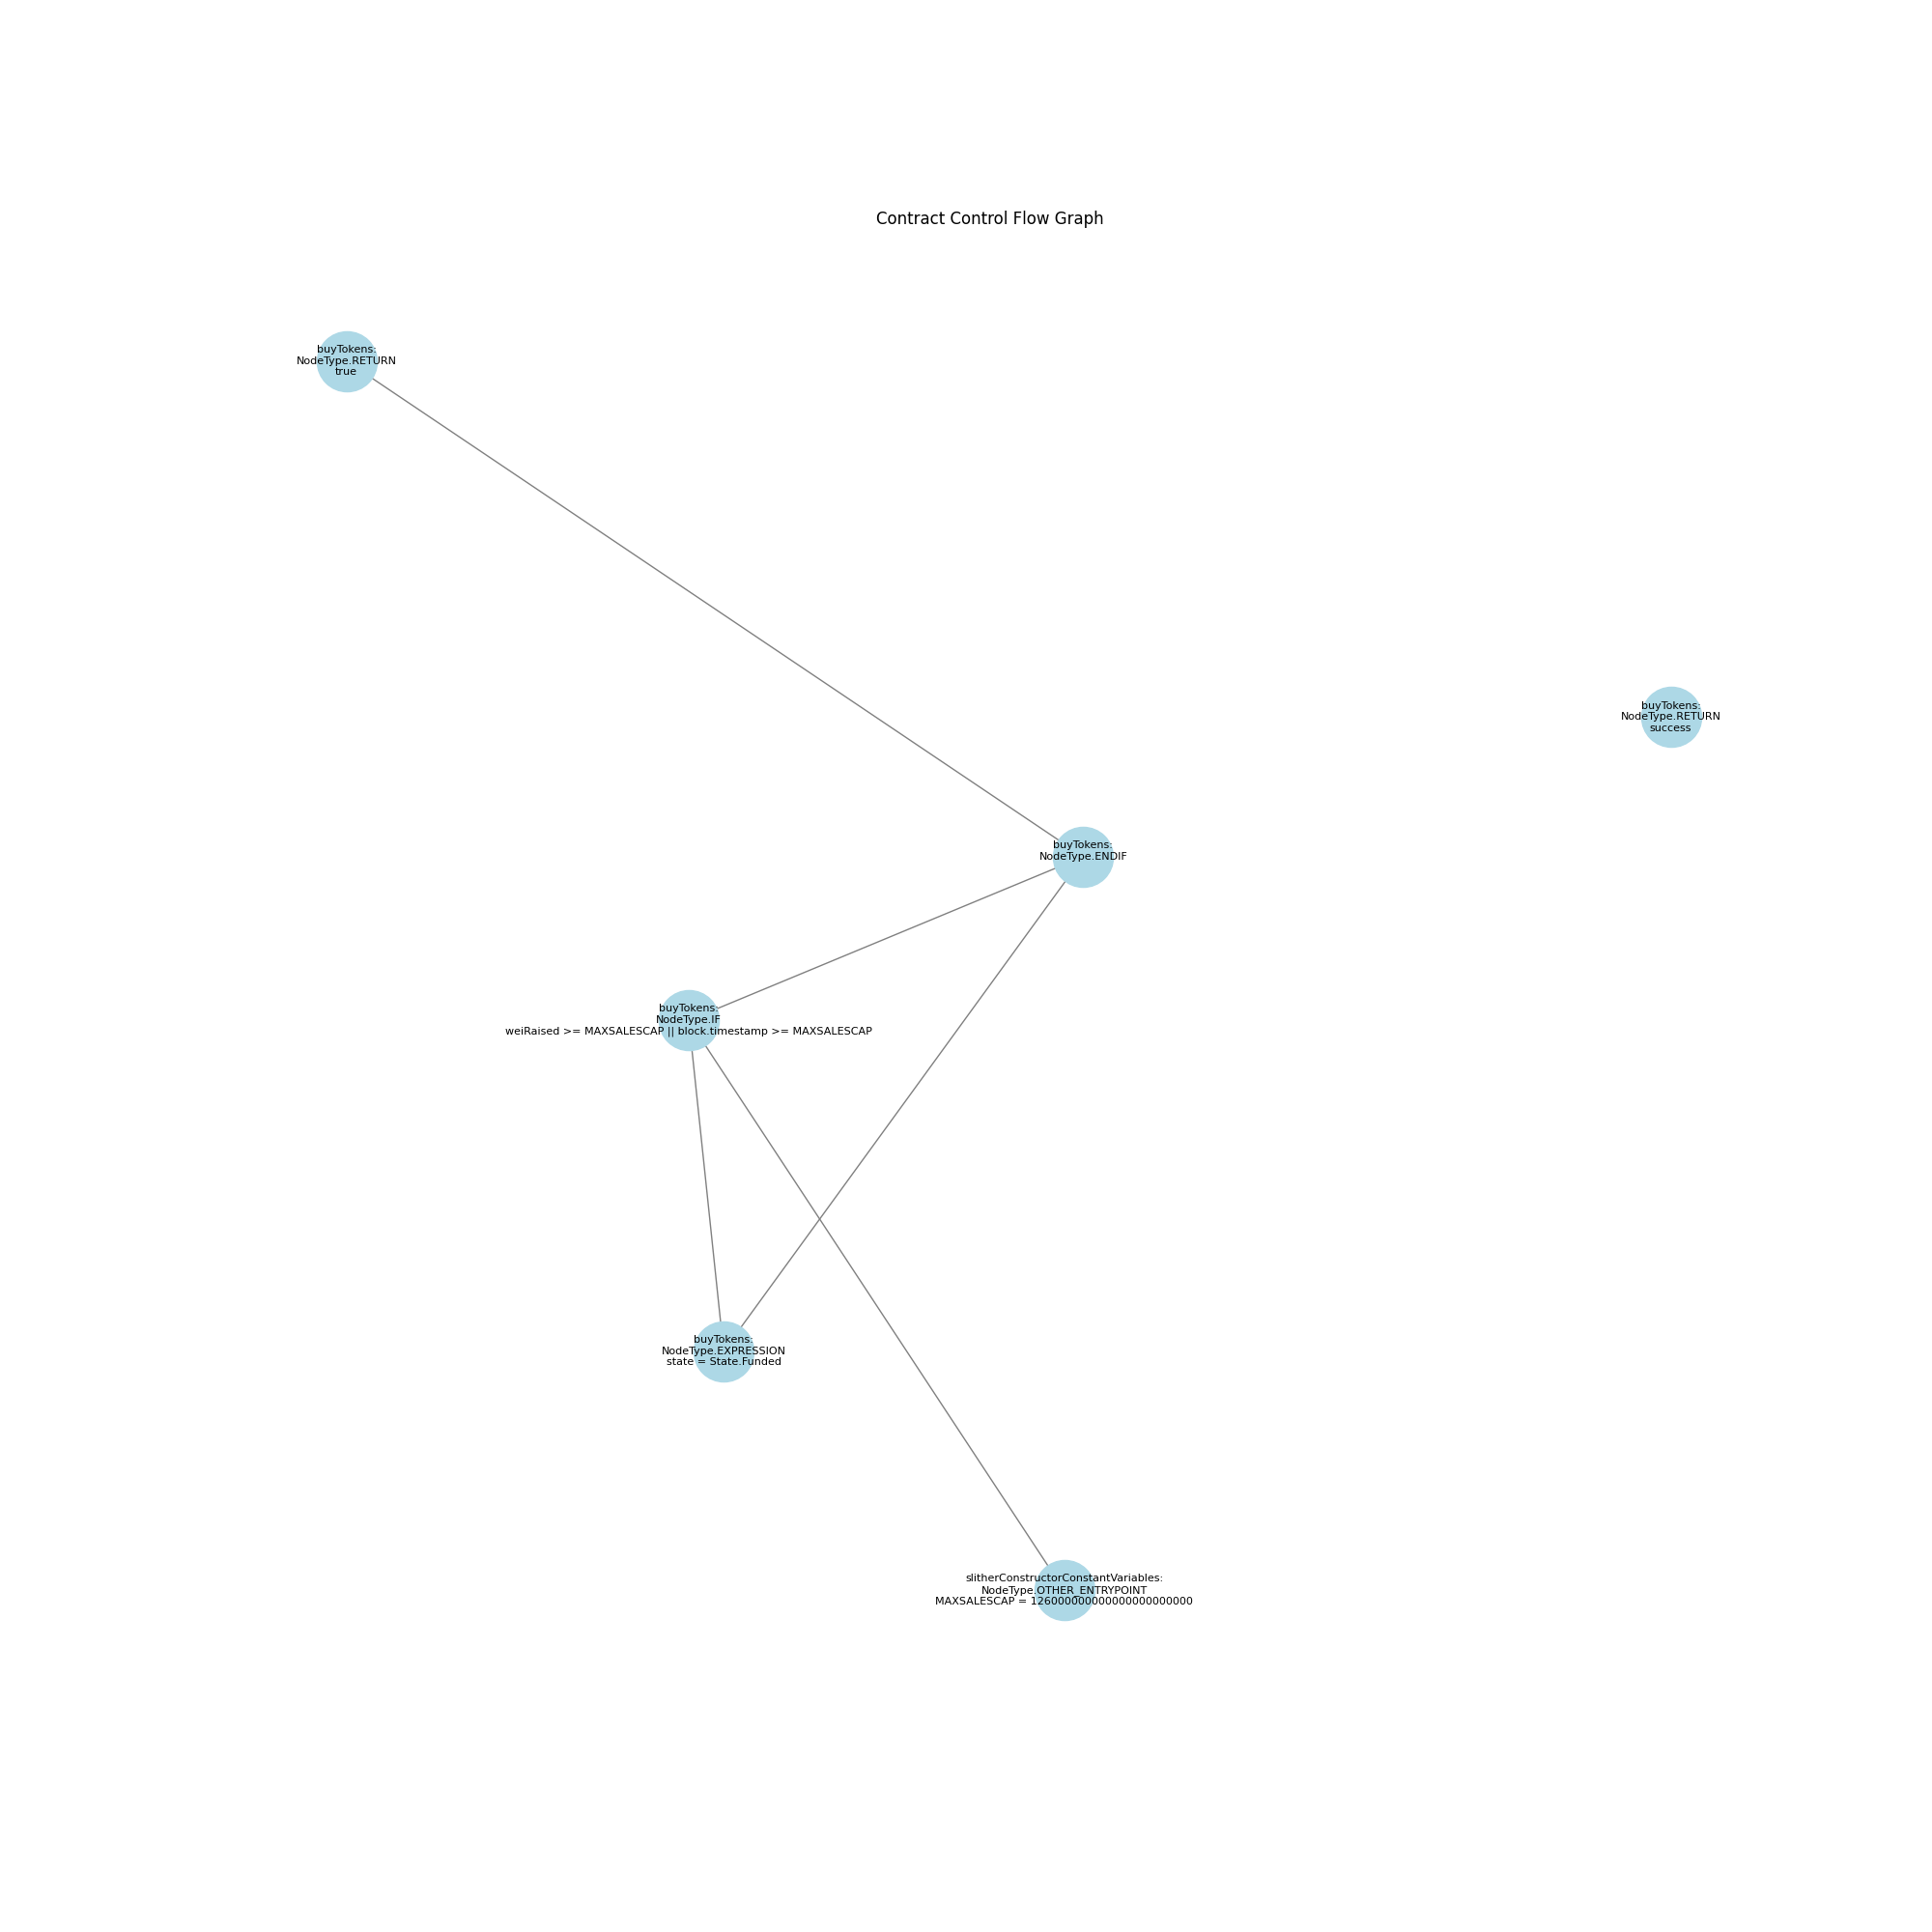 Contract Control Flow Graph
buyTokens:
NodeType.RETURN
true
buyTokens:
NodeType.RETURN
success
buyTokens:
NodeType.ENDIF
buyTokens:
NodeType.IF
weiRaised >= MAXSALESCAP || block.timestamp >= MAXSALESCAP
buyTokens:
NodeType.EXPRESSION
state = State.Funded
slitherConstructorConstantVariables:
NodeType.OTHER_ENTRYPOINT
MAXSALESCAP = 12600000000000000000000